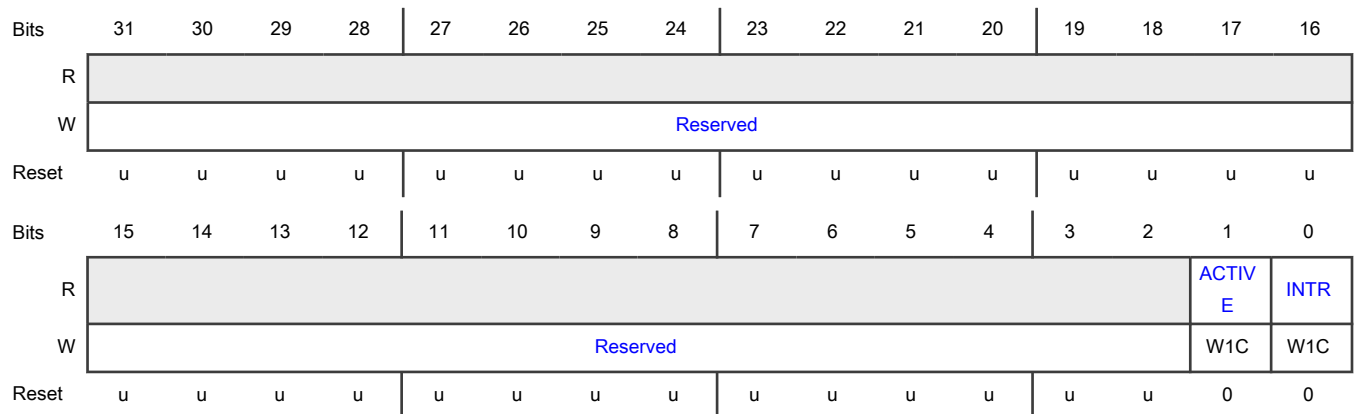 Bits 31 30 29 28 27 26 25 24 23 22 21 20 19 18 17 16
R
W Reserved
Reset u u u u u u u u u u u u u u u u
Bits 15 14 13 12 11 10 9 8 7 6 5 4 3 2 1 0
R ACTIV
E INTR
W Reserved W1C W1C
Reset u u u u u u u u u u u u u u 0 0